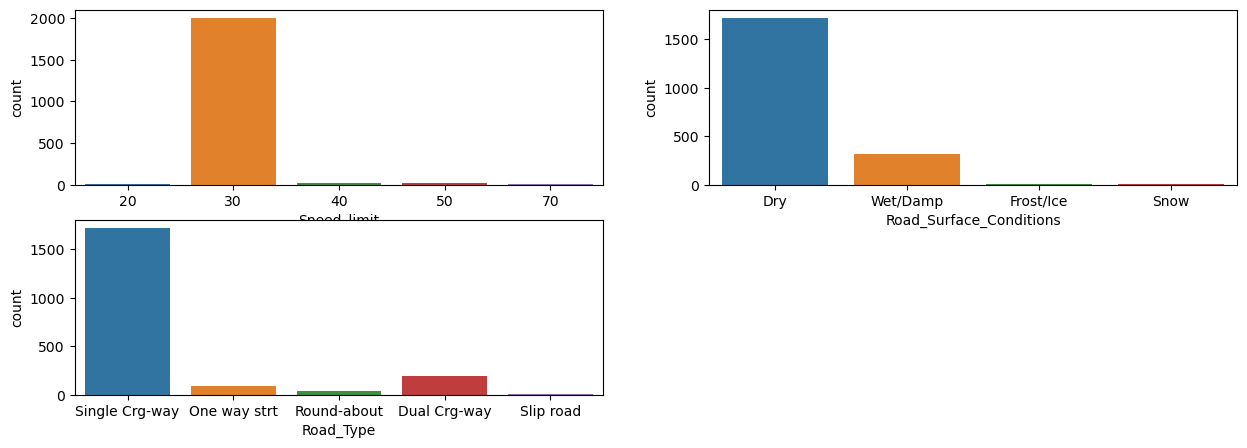 2000
1500
1000
500
0
count
20 30 40 50 70
Speed_limit
1500
1000
500
0
count
Dry Wet/Damp Frost/Ice Snow
Road_Surface_Conditions
1500
1000
500
0
count
Single Crg-way One way strt Round-about Dual Crg-way Slip road
Road_Type